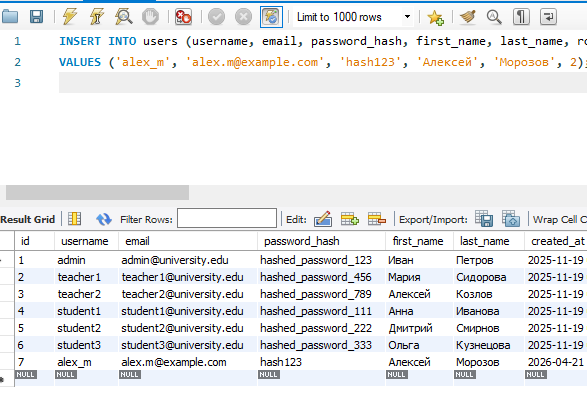 Limit to 1000 rows
1 INSERT INTO users (username, email, password_hash, first_name, last_name, ro
2 VALUES ('alex_m', 'alex.m@example.com', 'hash123', 'Алексей', 'Морозов', 2);
3
Result Grid Filter Rows: Edit: Export/Import: Wrap Cell C
id username email password_hash first_name last_name created_at
1 admin admin@university.edu hashed_password_123 Иван Петров 2025-11-19
2 teacher1 teacher1@university.edu hashed_password_456 Мария Сидорова 2025-11-19
3 teacher2 teacher2@university.edu hashed_password_789 Алексей Козлов 2025-11-19
4 student1 student1@university.edu hashed_password_111 Анна Иванова 2025-11-19
5 student2 student2@university.edu hashed_password_222 Дмитрий Смирнов 2025-11-19
6 student3 student3@university.edu hashed_password_333 Ольга Кузнецова 2025-11-19
7 alex_m alex.m@example.com hash123 Алексей Морозов 2026-04-21
NULL NULL NULL NULL NULL NULL NULL